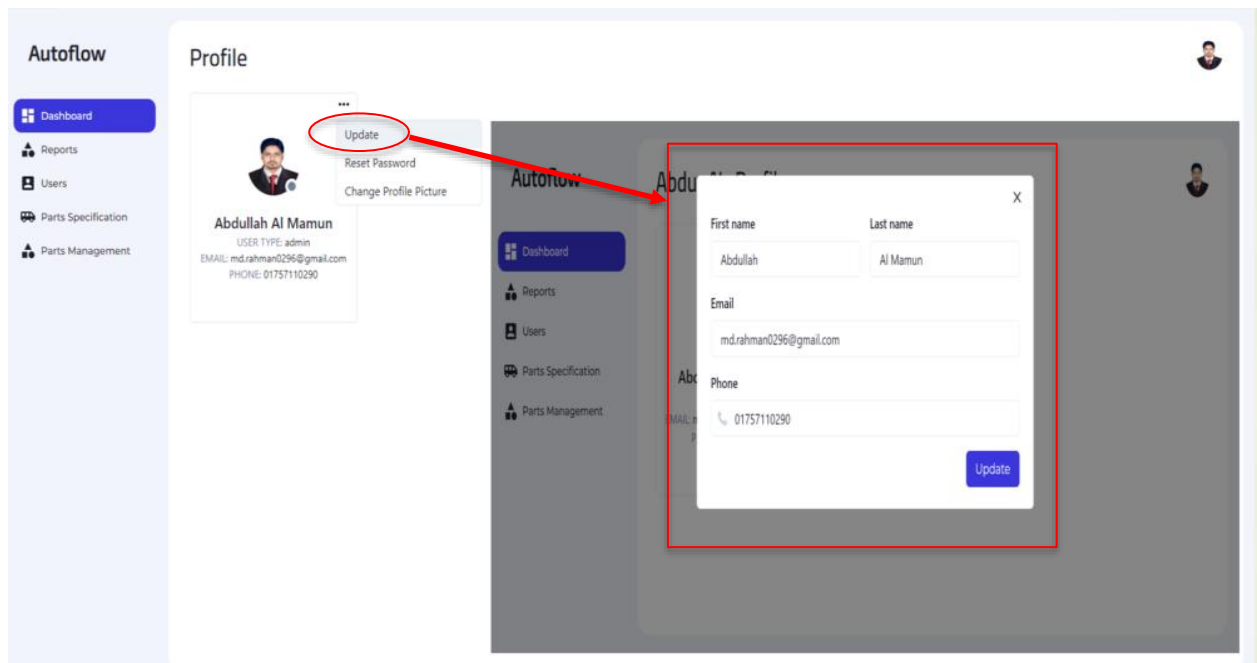 Autoflow
Profile
Dashboard
Reports
Users
Parts Specification
Parts Management
Update
Reset Password
Change Profile Picture
Abdullah Al Mamun
USER TYPE: admin
EMAIL: md.rahman0296@gmail.com
PHONE: 01757110290
Autoflow
Dashboard
Reports
Users
Parts Specification
Parts Management
X
First name Last name
Abdullah Al Mamun
Email
md.rahman0296@gmail.com
Phone
01757110290
Update